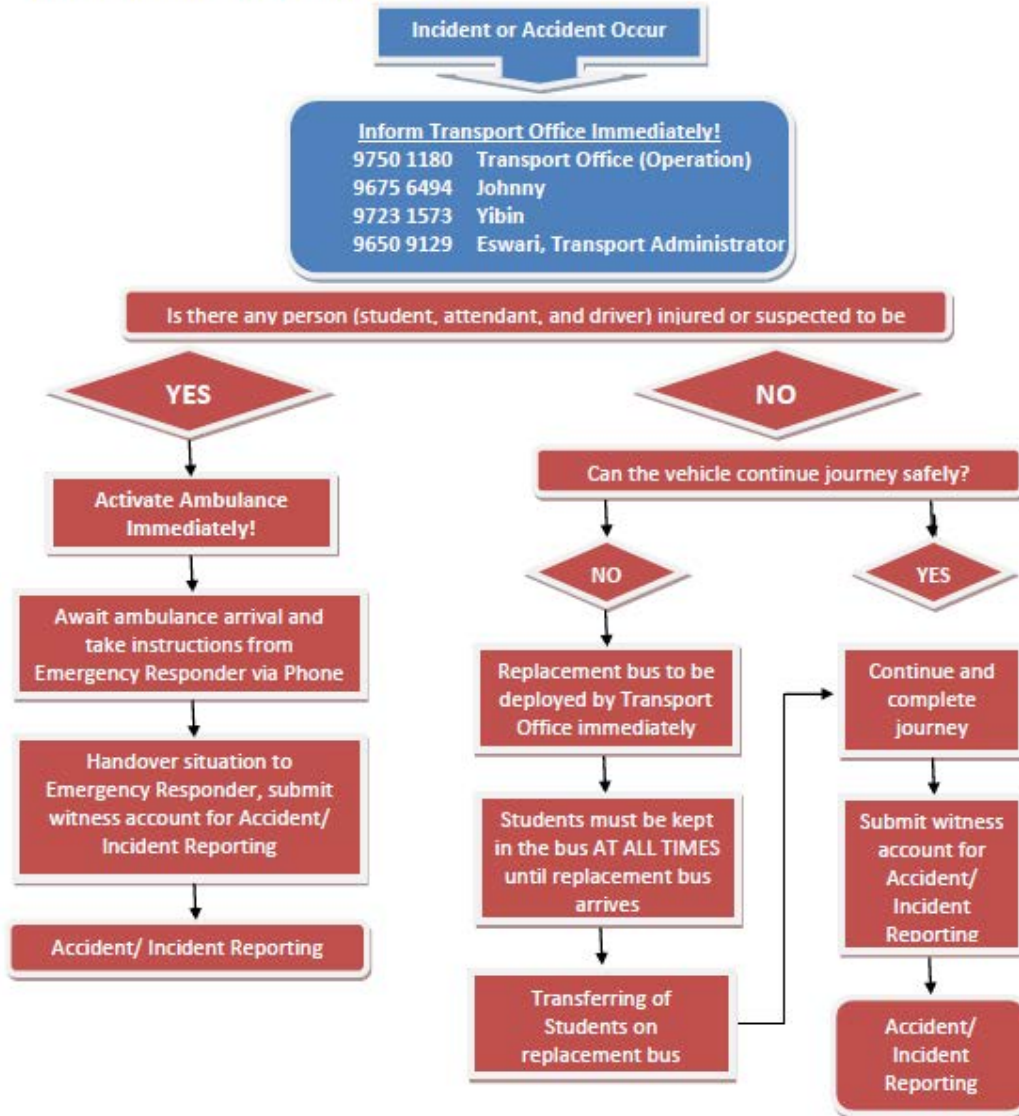 Incident or Accident Occur
Inform Transport Office Immediately!
9750 1180 Transport Office (Operation)
9675 6494 Johnny
9723 1573 Yibin
9650 9129 Eswari, Transport Administrator
Is there any person (student, attendant, and driver) injured or suspected to be
YES
Activate Ambulance
Immediately!
Await ambulance arrival and
take instructions from
Emergency Responder via Phone
Handover situation to
Emergency Responder, submit
witness account for Accident/
Incident Reporting
Accident/ Incident Reporting
NO
Can the vehicle continue journey safely?
NO
Replacement bus to be
deployed by Transport
Office immediately
Students must be kept
in the bus AT ALL TIMES
until replacement bus
arrives
Transferring of
Students on
replacement bus
YES
Continue and
complete
journey
Submit witness
account for
Accident/
Incident
Reporting
Accident/
Incident
Reporting